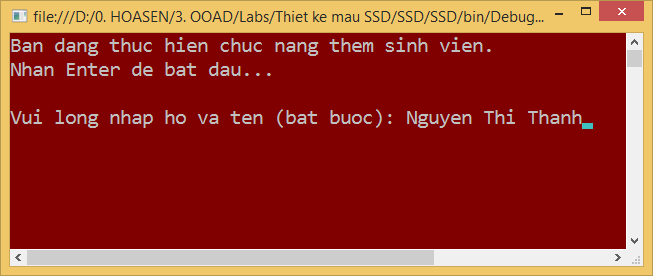 file:///D:/0. HOASEN/3. OOAD/Labs/Thiet ke mau SSD/SSD/SSD/bin/Debug...
Ban dang thuc hien chuc nang them sinh vien.
Nhan Enter de bat dau...
Vui long nhap ho va ten (bat buoc): Nguyen Thi Thanh